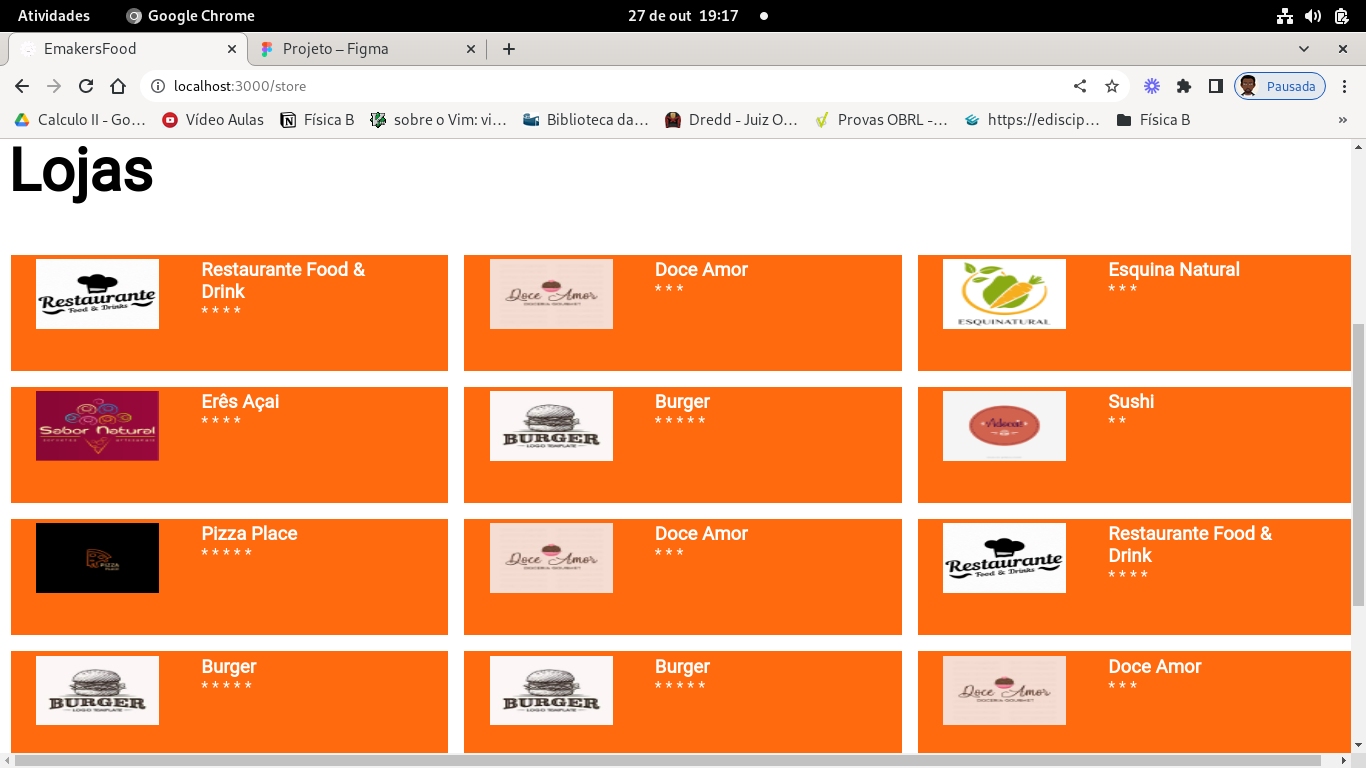 Atividades Google Chrome 27 de out 19:17
EmakersFood Projeto – Figma
localhost:3000/store Pausada
Calculo II - Go… Vídeo Aulas Física B sobre o Vim: vi… Biblioteca da… Dredd - Juiz O… Provas OBRL -… https://ediscip… Física B »
Lojas
Restaurante
Food & Drinks
Restaurante Food &
Drink
* * * *
Doce Amor
Doce Amor
* * *
ESQUINATURAL
Esquina Natural
* * *
Sabor Natural
Erês Açai
* * * *
BURGER
LOGO TEMPLATE
Burger
* * * * *
Sushi
* *
PIZZA
PLACE
Pizza Place
* * * * *
Doce Amor
Doce Amor
* * *
Restaurante
Food & Drinks
Restaurante Food &
Drink
* * * *
BURGER
LOGO TEMPLATE
Burger
* * * * *
BURGER
LOGO TEMPLATE
Burger
* * * * *
Doce Amor
Doce Amor
* * *